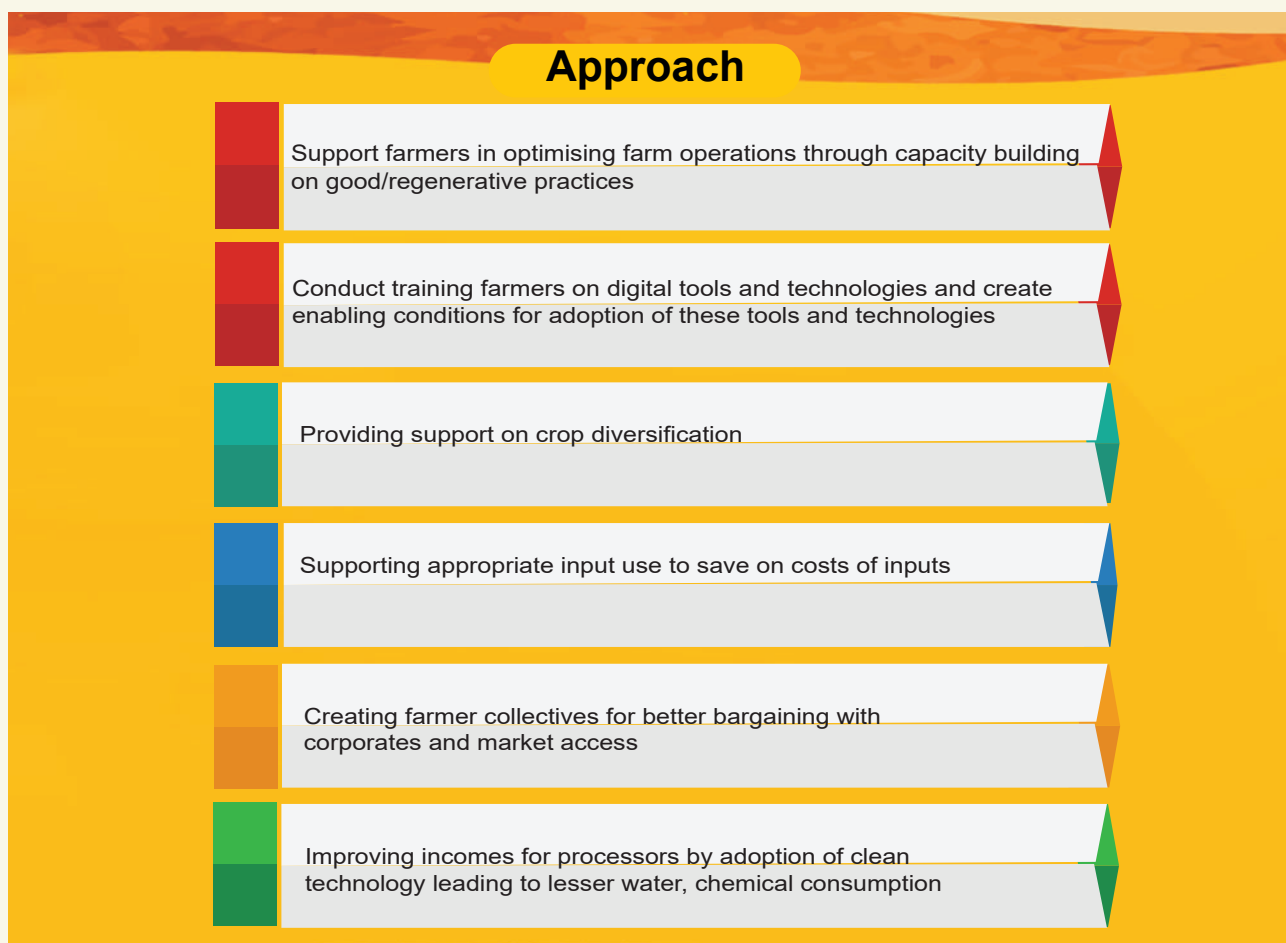 Approach
Support farmers in optimising farm operations through capacity building
on good/regenerative practices
Conduct training farmers on digital tools and technologies and create
enabling conditions for adoption of these tools and technologies
Providing support on crop diversification
Supporting appropriate input use to save on costs of inputs
Creating farmer collectives for better bargaining with
corporates and market access
Improving incomes for processors by adoption of clean
technology leading to lesser water, chemical consumption